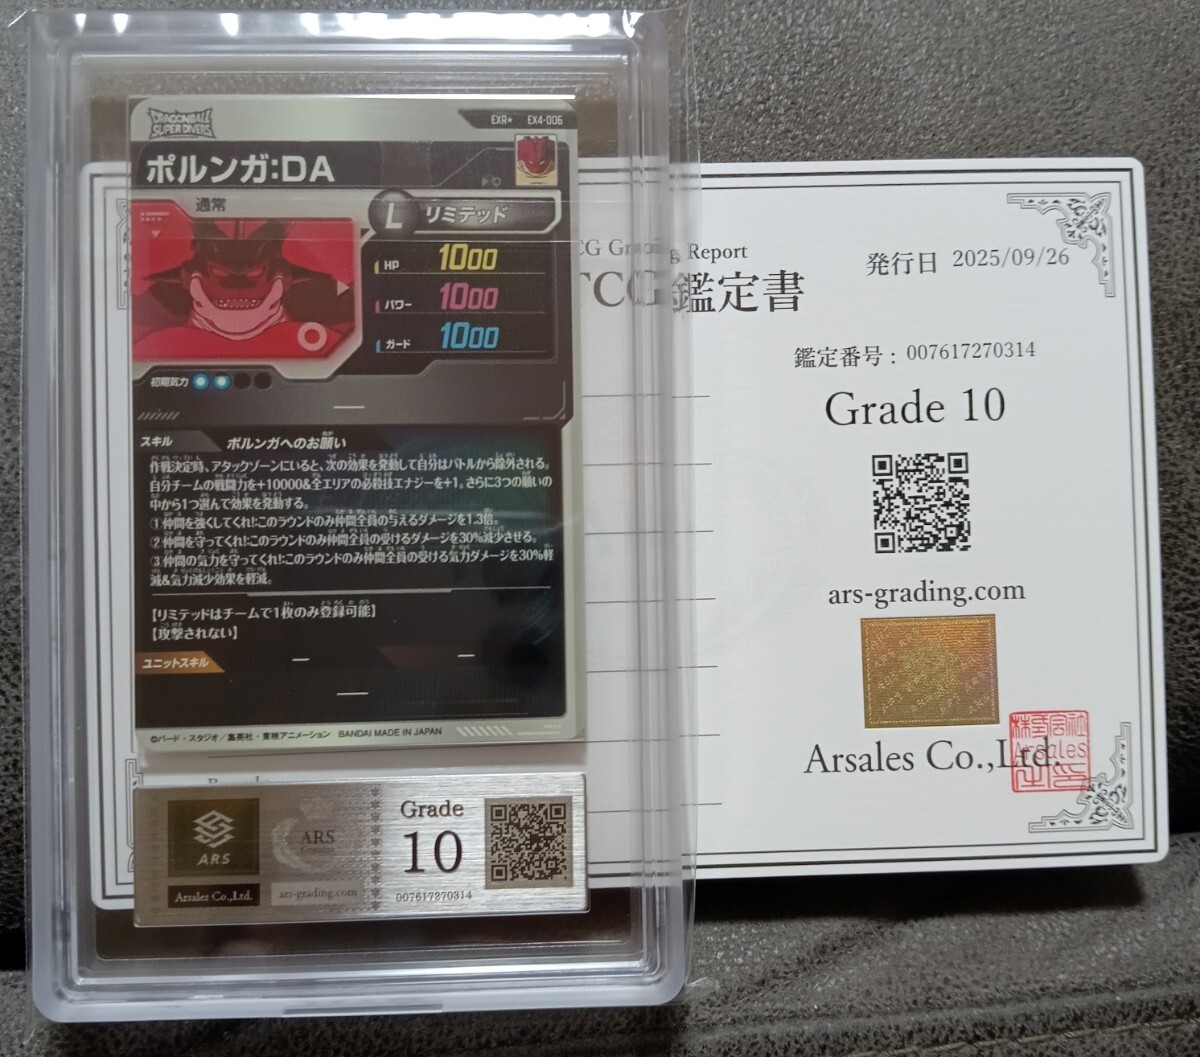 DRAGONBALL
SUPER DIVERS
EXR★ EX4-006
ポルンガ:DA
通常
L リミテッド
HP 1000
パワー 1000
ガード 1000
初期気力
スキル ポルンガへのお願い
作戦決定時、アタックゾーンにいると、次の効果を発動して自分はバトルから除外される。
自分チームの戦闘力を+10000&全エリアの必殺技エナジーを+1。さらに3つの願いの
中から1つ選んで効果を発動する。
①仲間を強くしてくれ!:このラウンドのみ仲間全員の与えるダメージを1.3倍。
②仲間を守ってくれ!:このラウンドのみ仲間全員の受けるダメージを30%減少させる。
③仲間の気力を守ってくれ!:このラウンドのみ仲間全員の受ける気力ダメージを30%軽
減&気力減少効果を軽減。
【リミテッドはチームで1枚のみ登録可能】
【攻撃されない】
ユニットスキル
©バード・スタジオ/集英社・東映アニメーション BANDAI MADE IN JAPAN
ARS
Arsales Co.,Ltd.
ARS
ars-grading.com
Grade
10
007617270314
Report
TCG鑑定書
発行日 2025/09/26
鑑定番号: 007617270314
Grade 10
ars-grading.com
Arsales Co.,Ltd.
株式会社
Arsales
之印